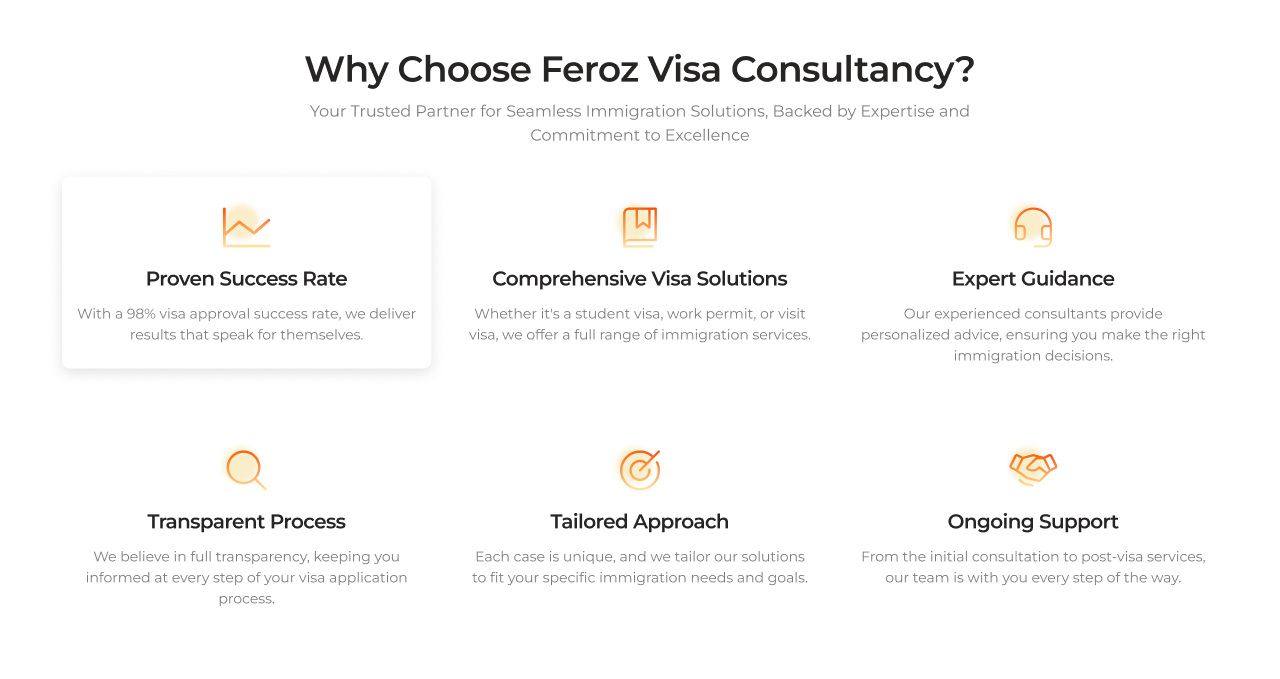 Why Choose Feroz Visa Consultancy?
Your Trusted Partner for Seamless Immigration Solutions, Backed by Expertise and
Commitment to Excellence
Proven Success Rate
With a 98% visa approval success rate, we deliver
results that speak for themselves.
Comprehensive Visa Solutions
Whether it's a student visa, work permit, or visit
visa, we offer a full range of immigration services.
Expert Guidance
Our experienced consultants provide
personalized advice, ensuring you make the right
immigration decisions.
Transparent Process
We believe in full transparency, keeping you
informed at every step of your visa application
process.
Tailored Approach
Each case is unique, and we tailor our solutions
to fit your specific immigration needs and goals.
Ongoing Support
From the initial consultation to post-visa services,
our team is with you every step of the way.